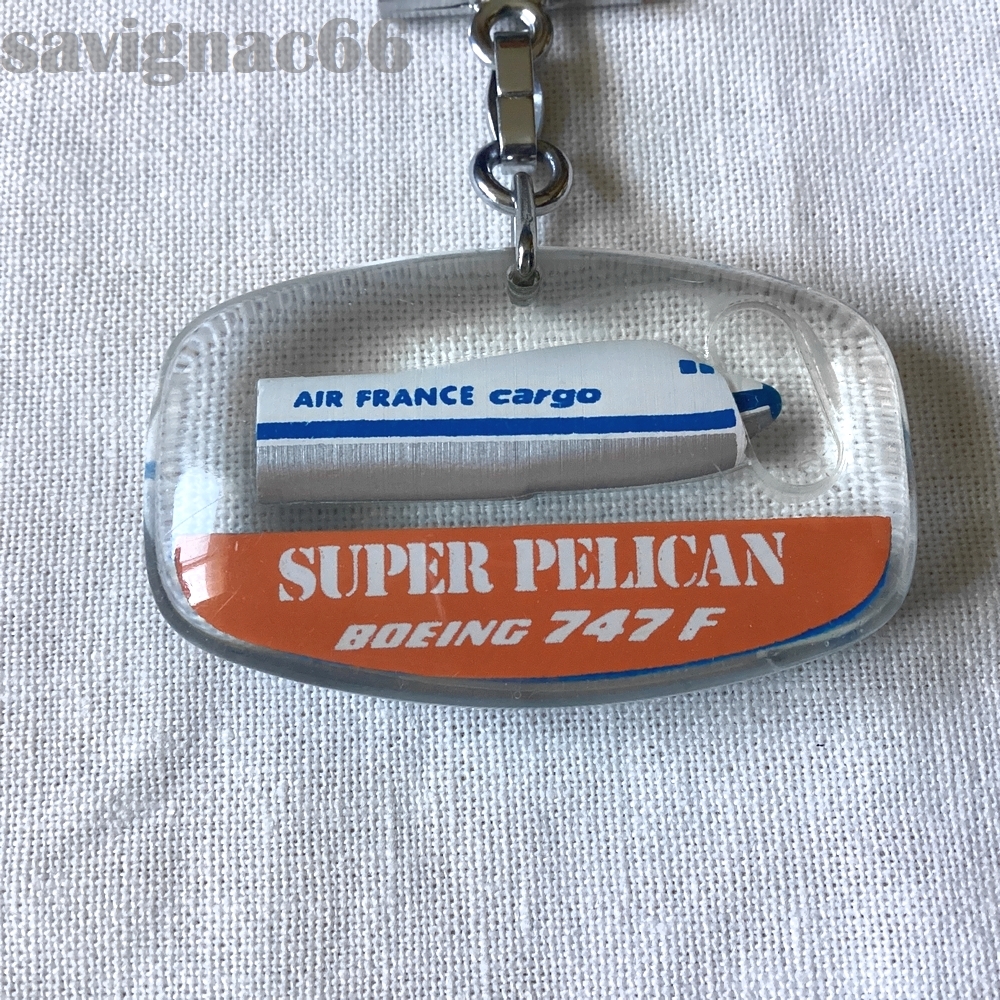 savignac66
AIR FRANCE cargo
SUPER PELICAN
BOEING 747 F